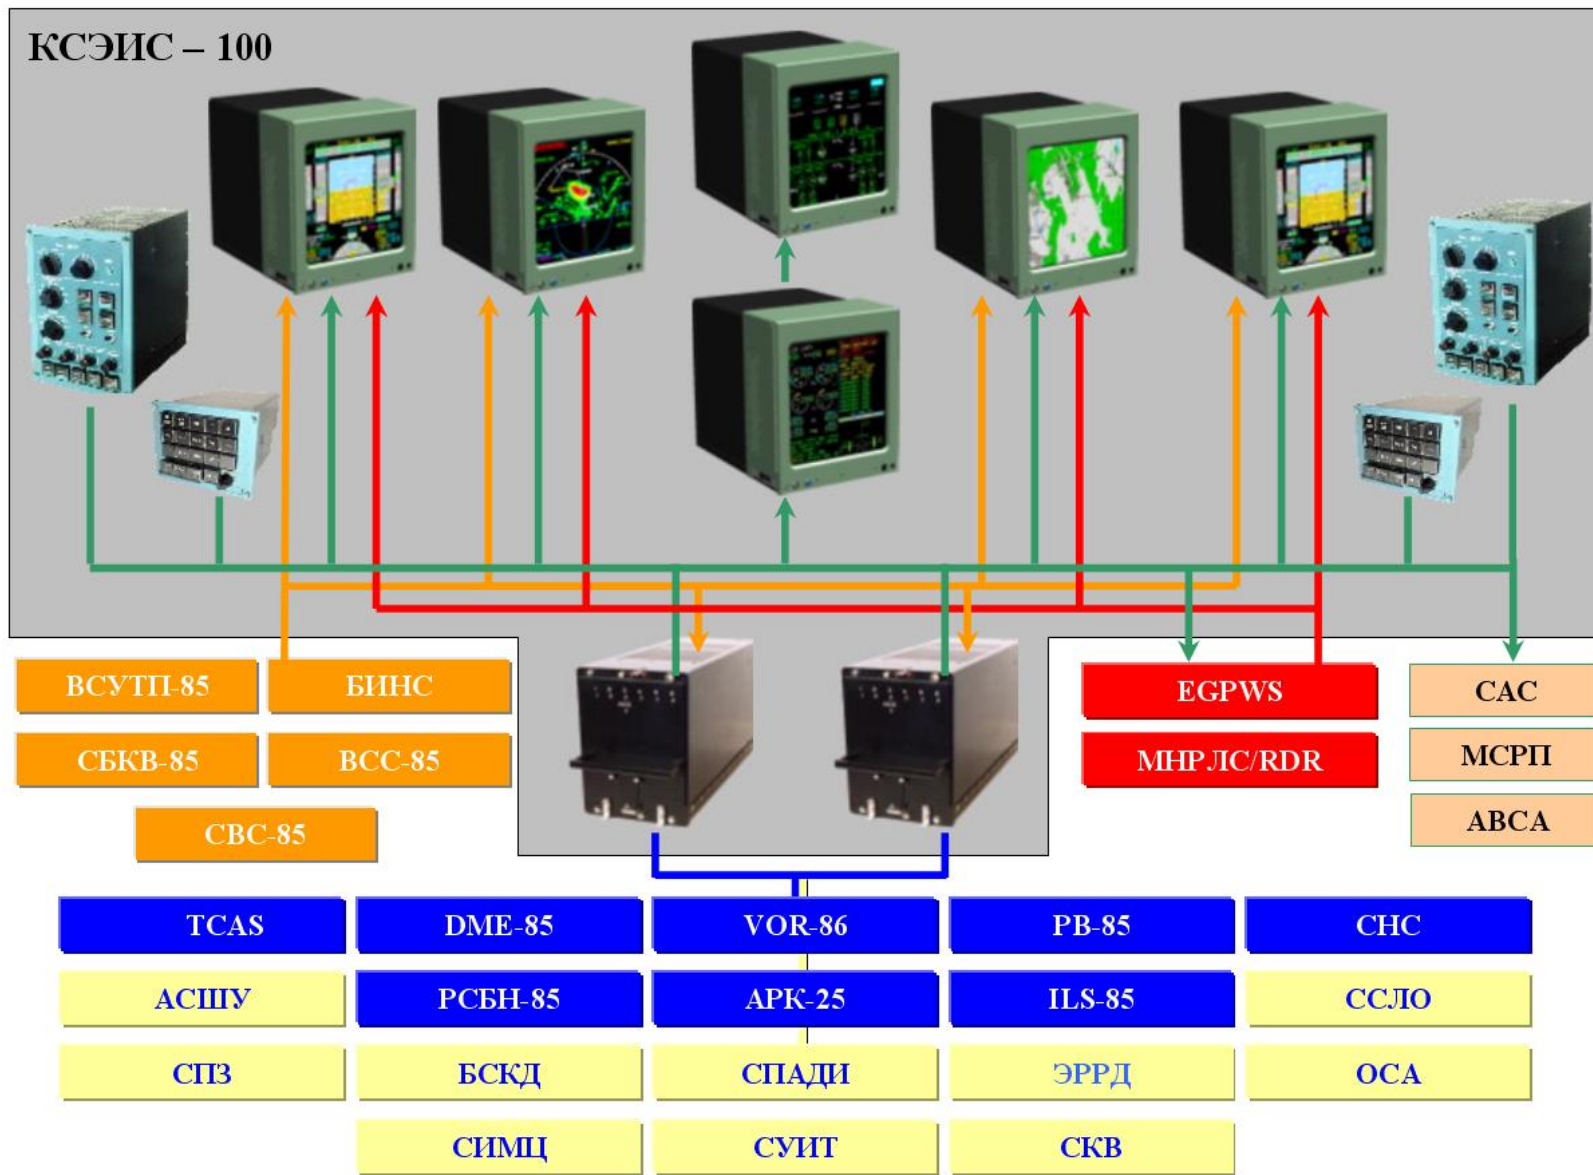 КСЭИС – 100
ВСУТП-85
БИНС
EGPWS
САС
СБКВ-85
ВСС-85
МНРЛС/RDR
МСРП
СВС-85
АВСА
TCAS
DME-85
VOR-86
РВ-85
СНС
АСШУ
РСБН-85
АРК-25
ILS-85
ССЛО
СПЗ
БСКД
СПАДИ
ЭРРД
ОСА
СИМЦ
СУИТ
СКВ